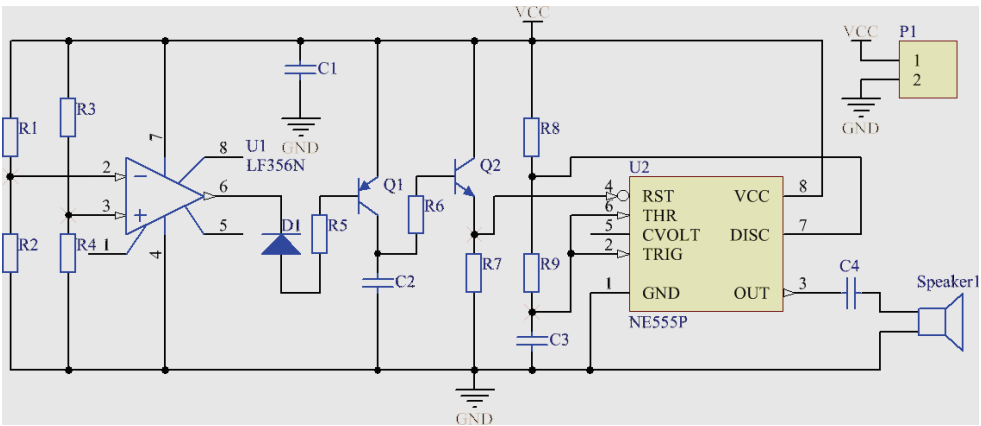 VCC
VCC
P1
1
2
GND
C1
GND
R1
R3
7
8
U1
LF356N
2
6
3
5
1
4
R2
R4
D1
R5
Q1
R6
Q2
C2
R7
R8
R9
C3
U2
4
RST
VCC
8
6
THR
5
CVOLT
DISC
7
2
TRIG
1
GND
OUT
3
NE555P
C4
Speaker1
GND